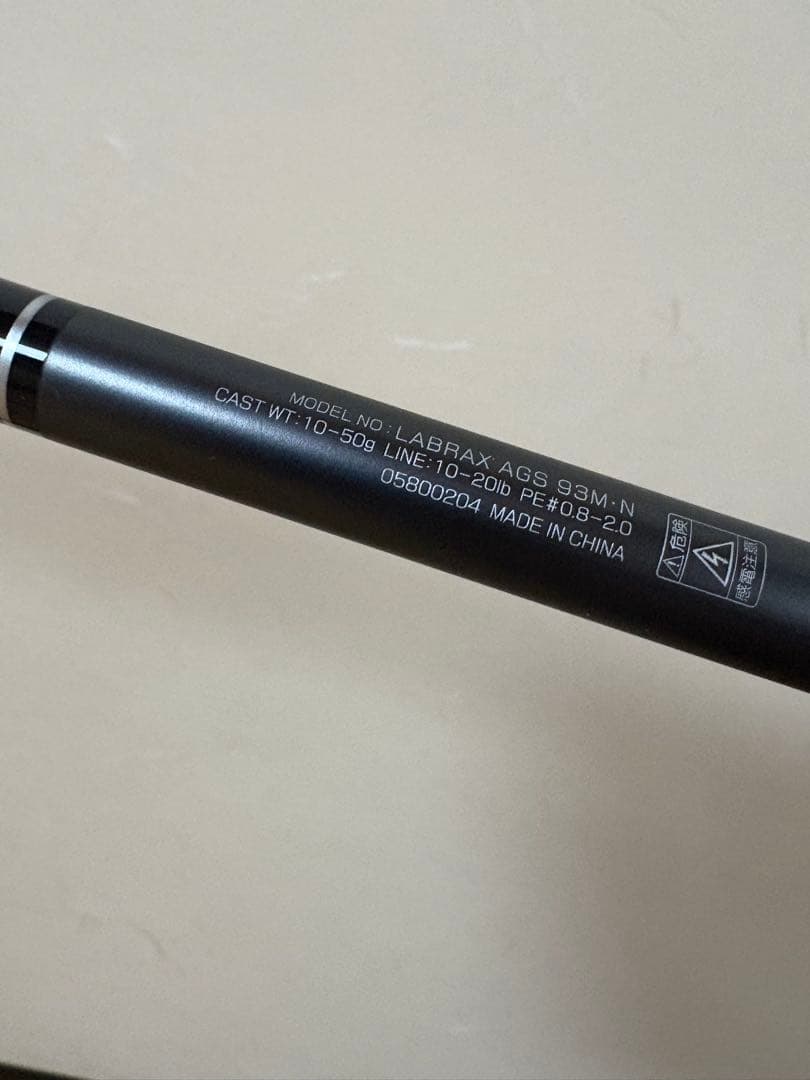 MODEL NO : LABRAX AGS 93M・N
CAST WT : 10-50g LINE : 10-20lb PE#0.8-2.0
05800204 MADE IN CHINA
危険
感電注意